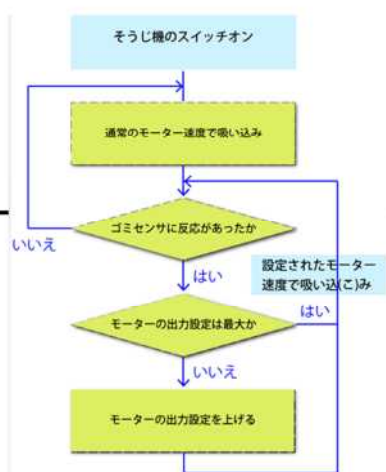 そうじ機のスイッチオン
通常のモーター速度で吸い込み
ゴミセンサに反応があったか
いいえ
はい
設定されたモーター
速度で吸い込(こ)み
モーターの出力設定は最大か
はい
いいえ
モーターの出力設定を上げる